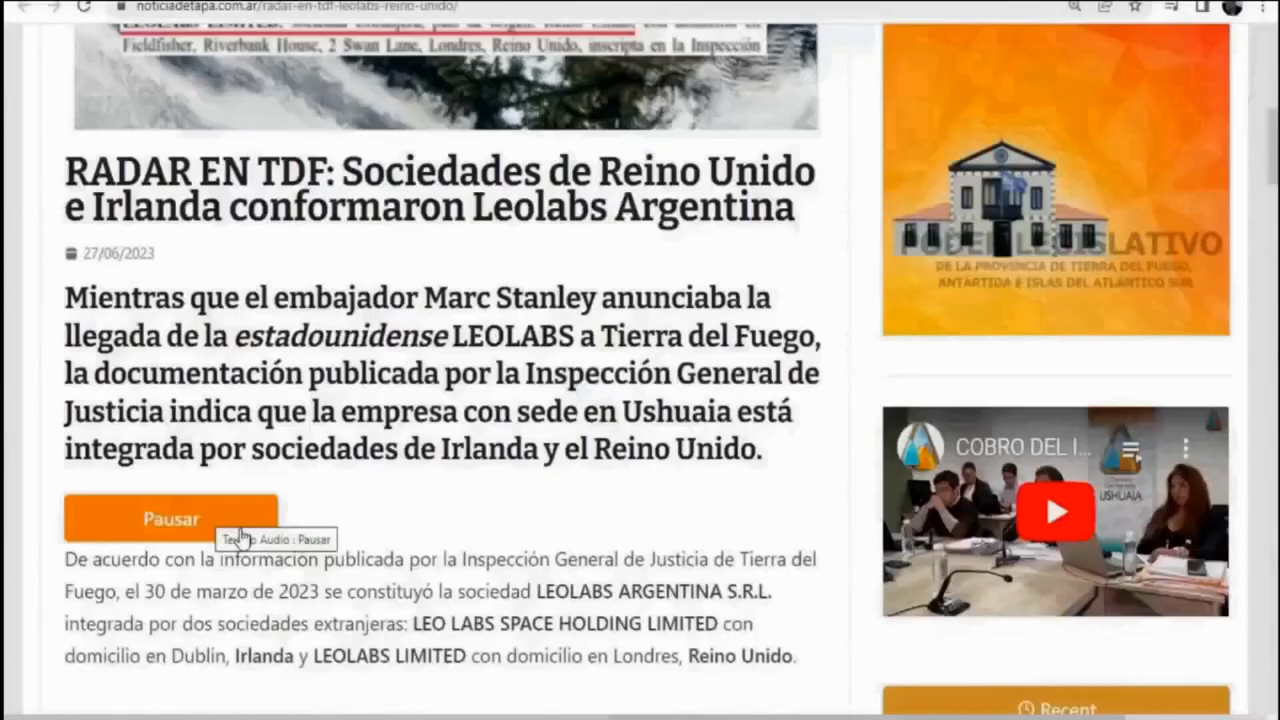 noticiadetapa.com.ar/radar-en-tdf-leolabs-reino-unido/
Fieldfisher, Riverbank House, 2 Swan Lane, Londres, Reino Unido, inscripta en la Inspección
RADAR EN TDF: Sociedades de Reino Unido
e Irlanda conformaron Leolabs Argentina
27/06/2023
Mientras que el embajador Marc Stanley anunciaba la
llegada de la estadounidense LEOLABS a Tierra del Fuego,
la documentación publicada por la Inspección General de
Justicia indica que la empresa con sede en Ushuaia está
integrada por sociedades de Irlanda y el Reino Unido.
Pausar
Audio : Pausar
De acuerdo con la información publicada por la Inspección General de Justicia de Tierra del
Fuego, el 30 de marzo de 2023 se constituyó la sociedad LEOLABS ARGENTINA S.R.L.
integrada por dos sociedades extranjeras: LEO LABS SPACE HOLDING LIMITED con
domicilio en Dublin, Irlanda y LEOLABS LIMITED con domicilio en Londres, Reino Unido.
PODER LEGISLATIVO
DE LA PROVINCIA DE TIERRA DEL FUEGO,
ANTÁRTIDA E ISLAS DEL ATLÁNTICO SUR
COBRO DEL I...
USHUAIA
Recent